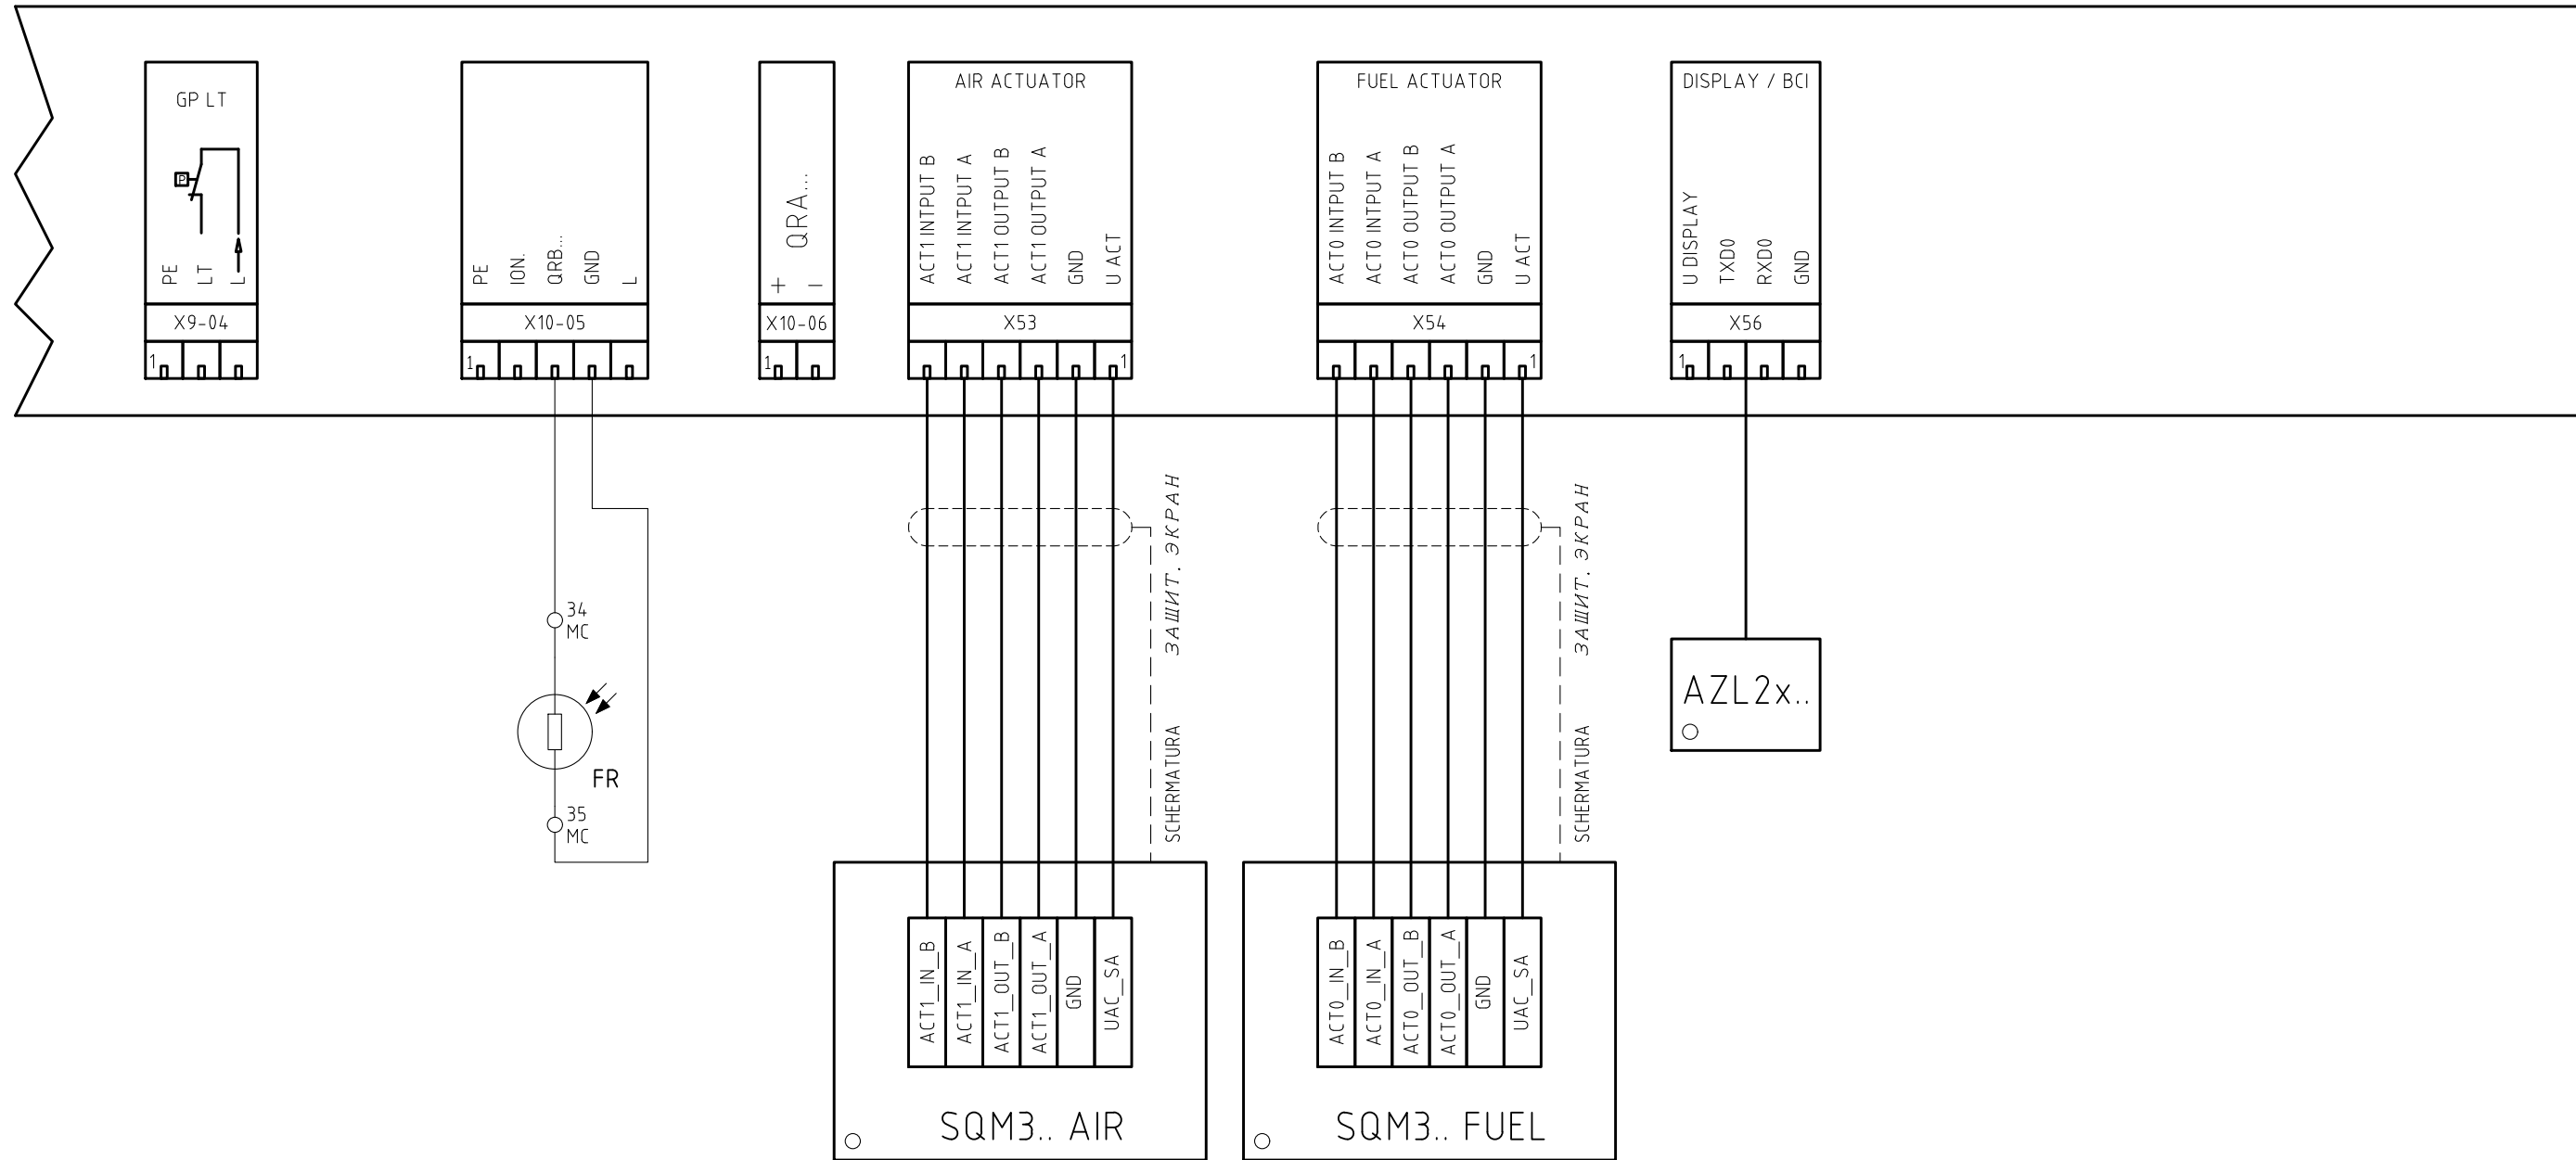 GP LT
PE
LT
L
P
X9-04
1
PE
ION.
QRB...
GND
L
X10-05
1
+
-
QRA...
X10-06
1
AIR ACTUATOR
ACT1 INTPUT B
ACT1 INTPUT A
ACT1 OUTPUT B
ACT1 OUTPUT A
GND
U ACT
X53
1
FUEL ACTUATOR
ACT0 INTPUT B
ACT0 INTPUT A
ACT0 OUTPUT B
ACT0 OUTPUT A
GND
U ACT
X54
1
DISPLAY / BCI
U DISPLAY
TXD0
RXD0
GND
X56
1
34
MC
FR
35
MC
SCHERMATURA
ЗАШИТ. ЭКРАН
SCHERMATURA
ЗАШИТ. ЭКРАН
AZL2x..
ACT1_IN_B
ACT1_IN_A
ACT1_OUT_B
ACT1_OUT_A
GND
UAC_SA
SQM3.. AIR
ACT0_IN_B
ACT0_IN_A
ACT0_OUT_B
ACT0_OUT_A
GND
UAC_SA
SQM3.. FUEL